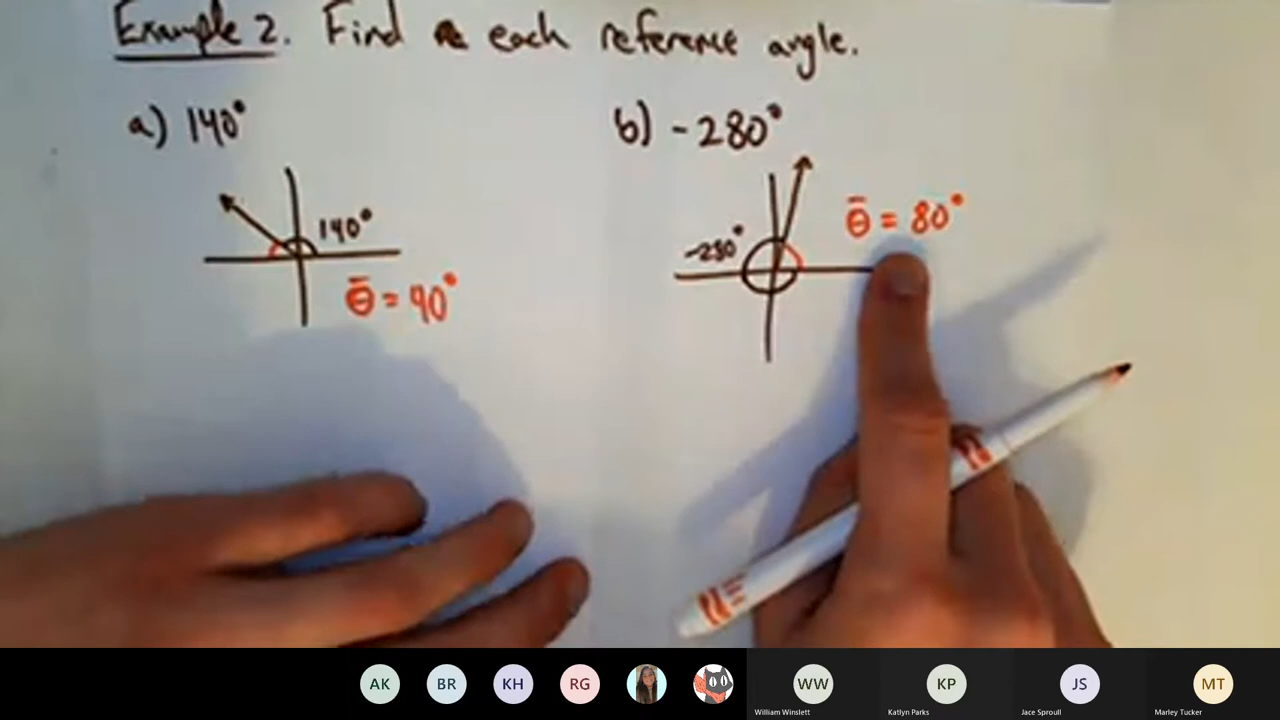 Example 2. Find each reference angle.
a) 140°
b) -280°
140°
θ̄ = 40°
-280°
θ̄ = 80°
AK
BR
KH
RG
WW
William Winslett
KP
Katlyn Parks
JS
Jace Sproull
MT
Marley Tucker